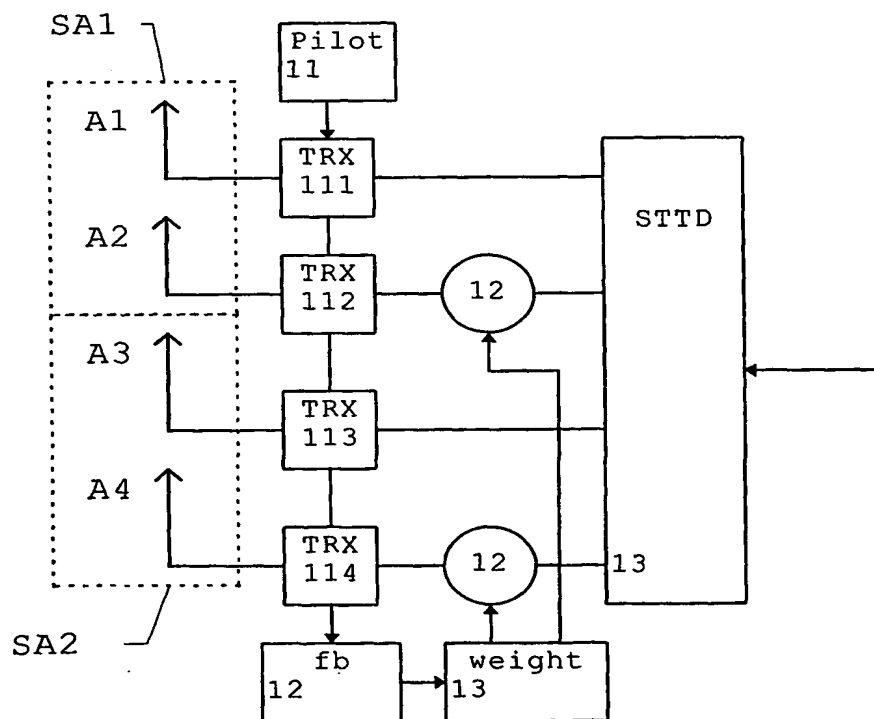 SA1
Pilot
11
A1
TRX
111
STTD
A2
TRX
112
12
A3
TRX
113
A4
TRX
114
12
13
SA2
fb
12
weight
13